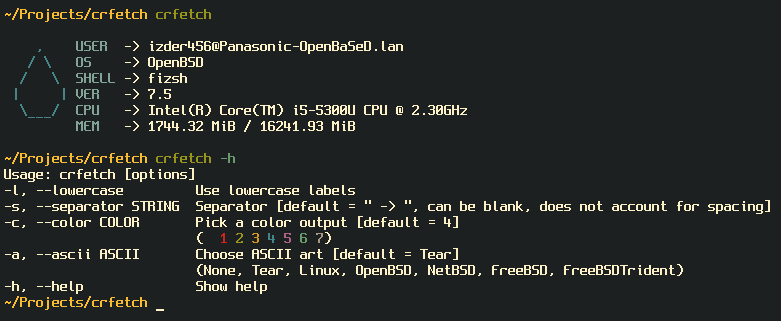 ~/Projects/crfetch crfetch
USER -> izder456@Panasonic-OpenBaSeD.lan
OS -> OpenBSD
SHELL -> fizsh
VER -> 7.5
CPU -> Intel(R) Core(TM) i5-5300U CPU @ 2.30GHz
MEM -> 1744.32 MiB / 16241.93 MiB
~/Projects/crfetch crfetch -h
Usage: crfetch [options]
-l, --lowercase Use lowercase labels
-s, --separator STRING Separator [default = " -> ", can be blank, does not account for spacing]
-c, --color COLOR Pick a color output [default = 4]
( 1 2 3 4 5 6 7)
-a, --ascii ASCII Choose ASCII art [default = Tear]
(None, Tear, Linux, OpenBSD, NetBSD, FreeBSD, FreeBSDTrident)
-h, --help Show help
~/Projects/crfetch _